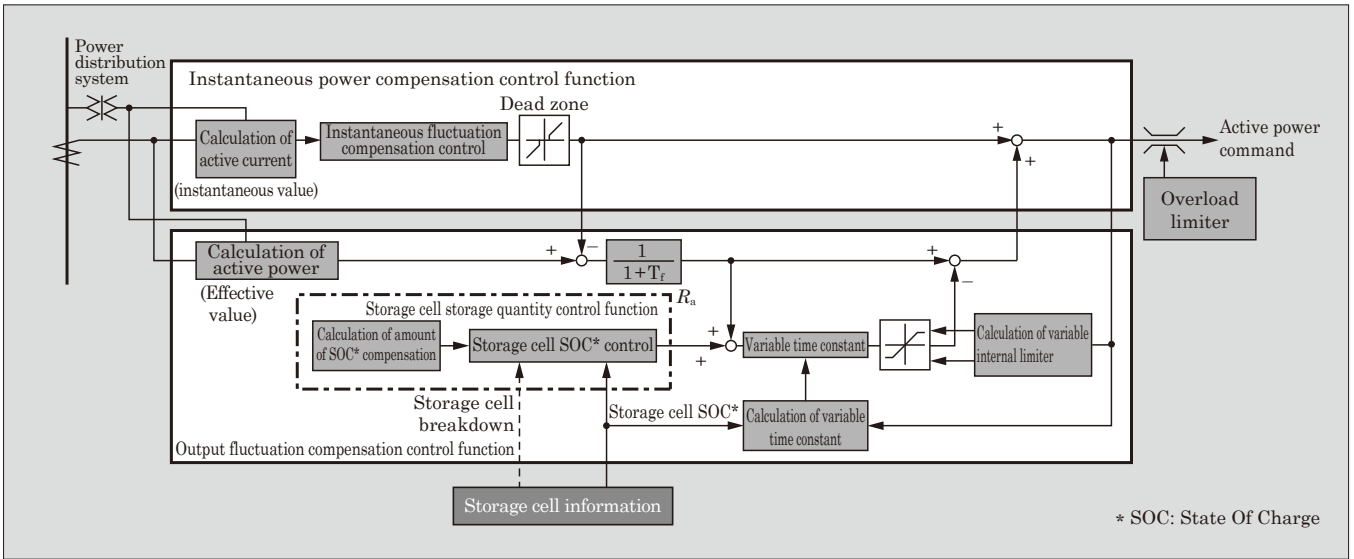 Power
distribution
system
Instantaneous power compensation control function
Dead zone
Calculation of
active current
(instantaneous value)
Instantaneous fluctuation
compensation control
+
+
Active power
command
Overload
limiter
Calculation of
active power
(Effective
value)
+
−
1
1+Tf
Ra
+
−
Storage cell storage quantity control function
Calculation of amount
of SOC* compensation
Storage cell SOC* control
+
+
Variable time constant
Calculation of variable
internal limiter
Storage cell
breakdown
Storage cell SOC*
Calculation of variable
time constant
Output fluctuation compensation control function
Storage cell information
* SOC: State Of Charge